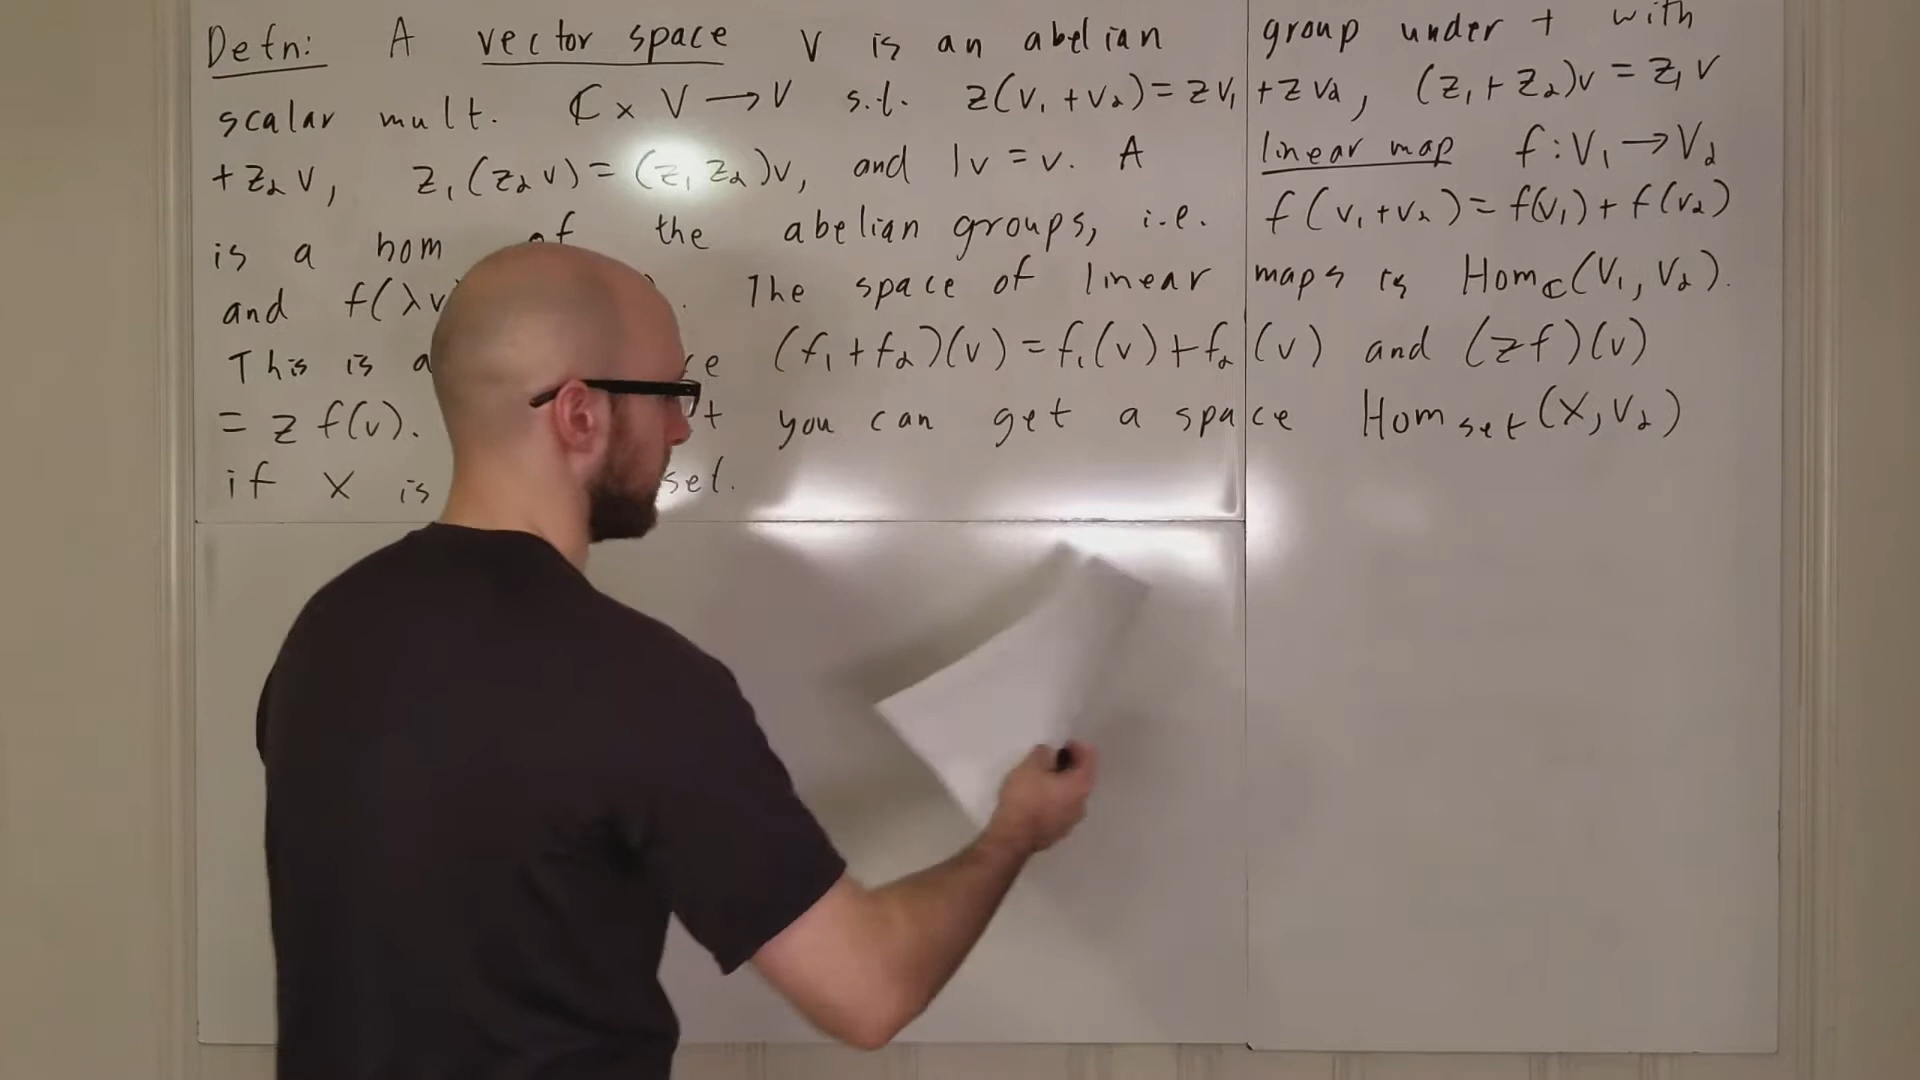 Defn: A vector space V is an abelian group under + with
scalar mult. ℂ × V → V s.t. z(v₁ + v₂) = zv₁ + zv₂, (z₁ + z₂)v = z₁v
+ z₂v, z₁(z₂v) = (z₁z₂)v, and 1v = v. A linear map f: V₁ → V₂
is a hom of the abelian groups, i.e. f(v₁ + v₂) = f(v₁) + f(v₂)
and f(λv . The space of linear maps is Hom_ℂ(V₁, V₂).
This is a (f₁ + f₂)(v) = f₁(v) + f₂(v) and (zf)(v)
= z f(v). you can get a space Hom_set(X, V₂)
if X is set.